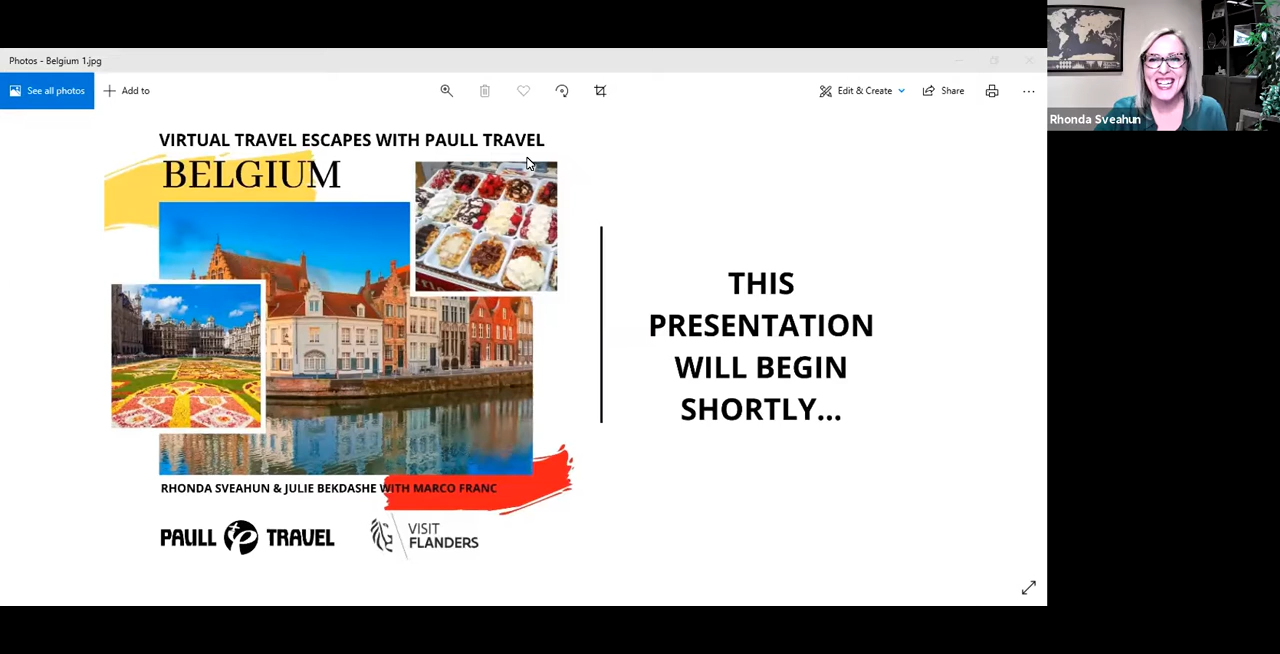 Photos - Belgium 1.jpg
See all photos
Add to
Edit & Create
Share
Rhonda Sveahun
VIRTUAL TRAVEL ESCAPES WITH PAULL TRAVEL
BELGIUM
THIS
PRESENTATION
WILL BEGIN
SHORTLY...
RHONDA SVEAHUN & JULIE BEKDASHE WITH MARCO FRANC
PAULL TRAVEL
VISIT
FLANDERS